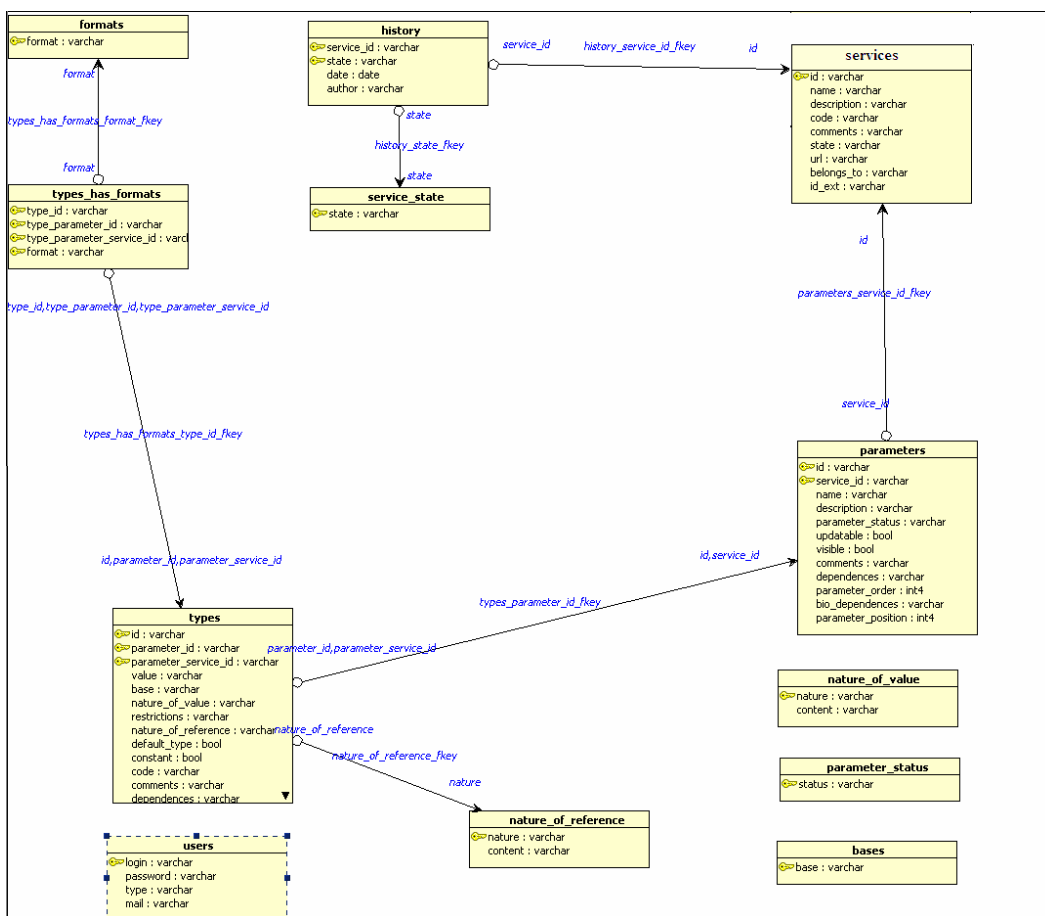 formats
format : varchar
format
types_has_formats_format_fkey
format
types_has_formats
type_id : varchar
type_parameter_id : varchar
type_parameter_service_id : varcl
format : varchar
type_id,type_parameter_id,type_parameter_service_id
types_has_formats_type_id_fkey
id,parameter_id,parameter_service_id
history
service_id : varchar
state : varchar
date : date
author : varchar
service_id
history_service_id_fkey
id
state
history_state_fkey
state
service_state
state : varchar
services
id : varchar
name : varchar
description : varchar
code : varchar
comments : varchar
state : varchar
url : varchar
belongs_to : varchar
id_ext : varchar
id
parameters_service_id_fkey
service_id
parameters
id : varchar
service_id : varchar
name : varchar
description : varchar
parameter_status : varchar
updatable : bool
visible : bool
comments : varchar
dependences : varchar
parameter_order : int4
bio_dependences : varchar
parameter_position : int4
id,service_id
types_parameter_id_fkey
parameter_id,parameter_service_id
types
id : varchar
parameter_id : varchar
parameter_service_id : varchar
value : varchar
base : varchar
nature_of_value : varchar
restrictions : varchar
nature_of_reference : varchar
default_type : bool
constant : bool
code : varchar
comments : varchar
dependences : varchar
nature_of_reference
nature_of_reference_fkey
nature
nature_of_reference
nature : varchar
content : varchar
nature_of_value
nature : varchar
content : varchar
parameter_status
status : varchar
bases
base : varchar
users
login : varchar
password : varchar
type : varchar
mail : varchar